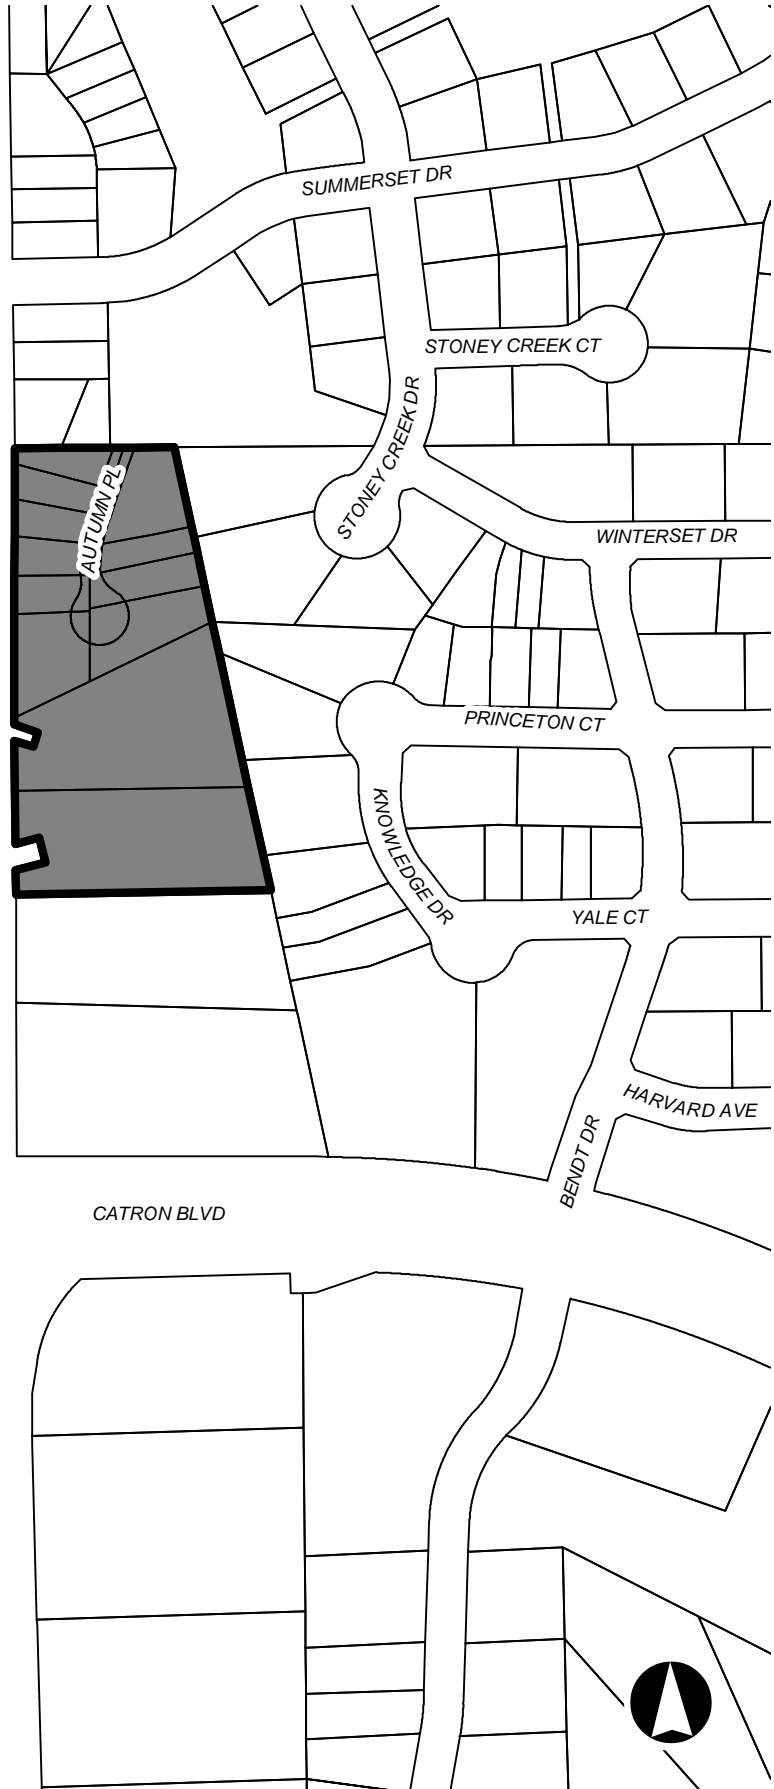 SUMMERSET DR
STONEY CREEK CT
STONEY CREEK DR
AUTUMN PL
WINTERSET DR
PRINCETON CT
KNOWLEDGE DR
YALE CT
HARVARD AVE
BENDT DR
CATRON BLVD